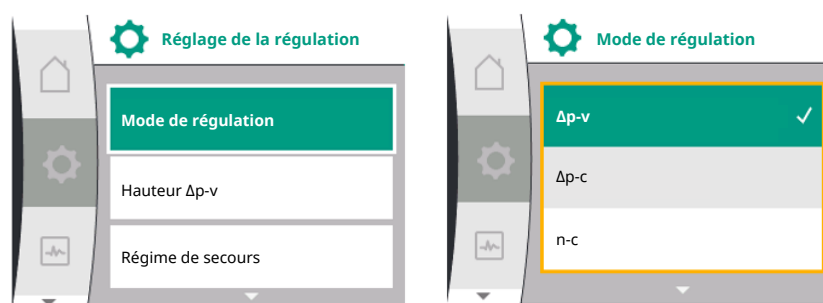 Réglage de la régulation
Mode de régulation
Hauteur Δp-v
Régime de secours
Mode de régulation
Δp-v
Δp-c
n-c